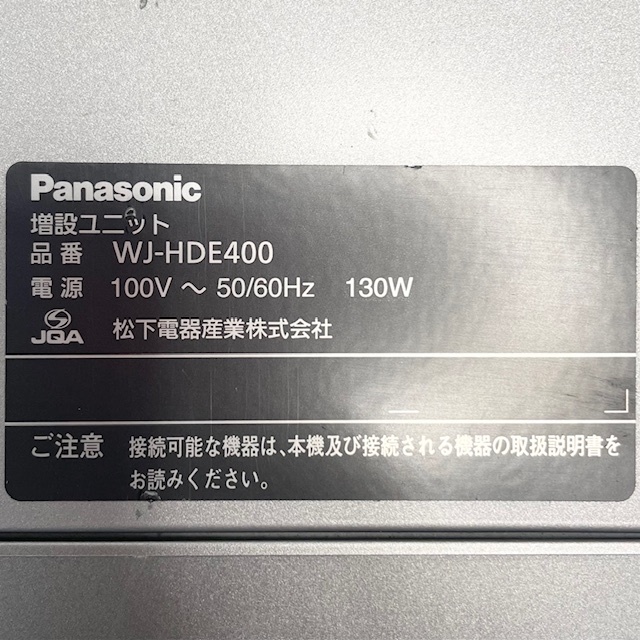 Panasonic
増設ユニット
品番 WJ-HDE400
電源 100V ～ 50/60Hz 130W
JQA 松下電器産業株式会社
ご注意 接続可能な機器は、本機及び接続される機器の取扱説明書を
お読みください。